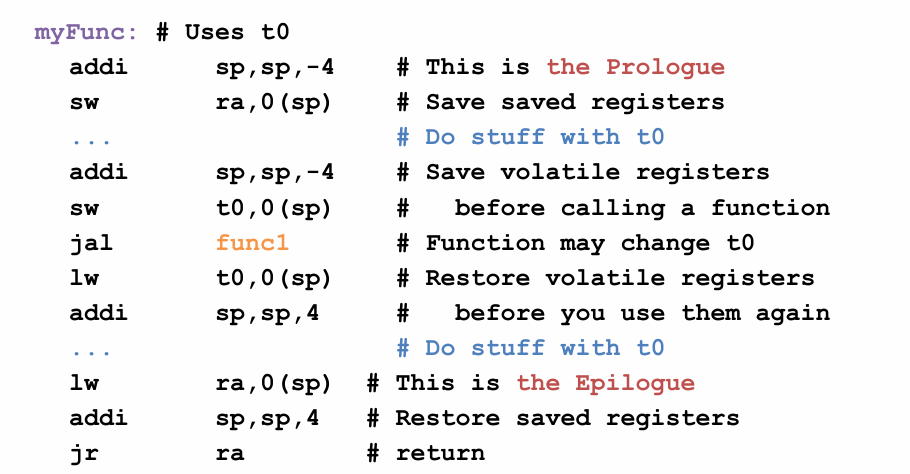 myFunc: # Uses t0
addi sp,sp,-4 # This is the Prologue
sw ra,0(sp) # Save saved registers
... # Do stuff with t0
addi sp,sp,-4 # Save volatile registers
sw t0,0(sp) # before calling a function
jal func1 # Function may change t0
lw t0,0(sp) # Restore volatile registers
addi sp,sp,4 # before you use them again
... # Do stuff with t0
lw ra,0(sp) # This is the Epilogue
addi sp,sp,4 # Restore saved registers
jr ra # return